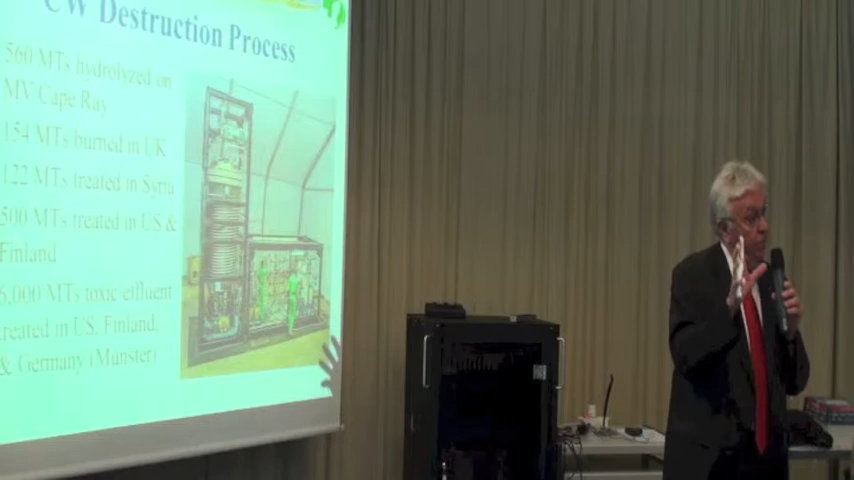 CW Destruction Process
560 MTs hydrolyzed on
MV Cape Ray
154 MTs burned in UK
122 MTs treated in Syria
500 MTs treated in US &
Finland
6,000 MTs toxic effluent
treated in US, Finland,
& Germany (Munster)